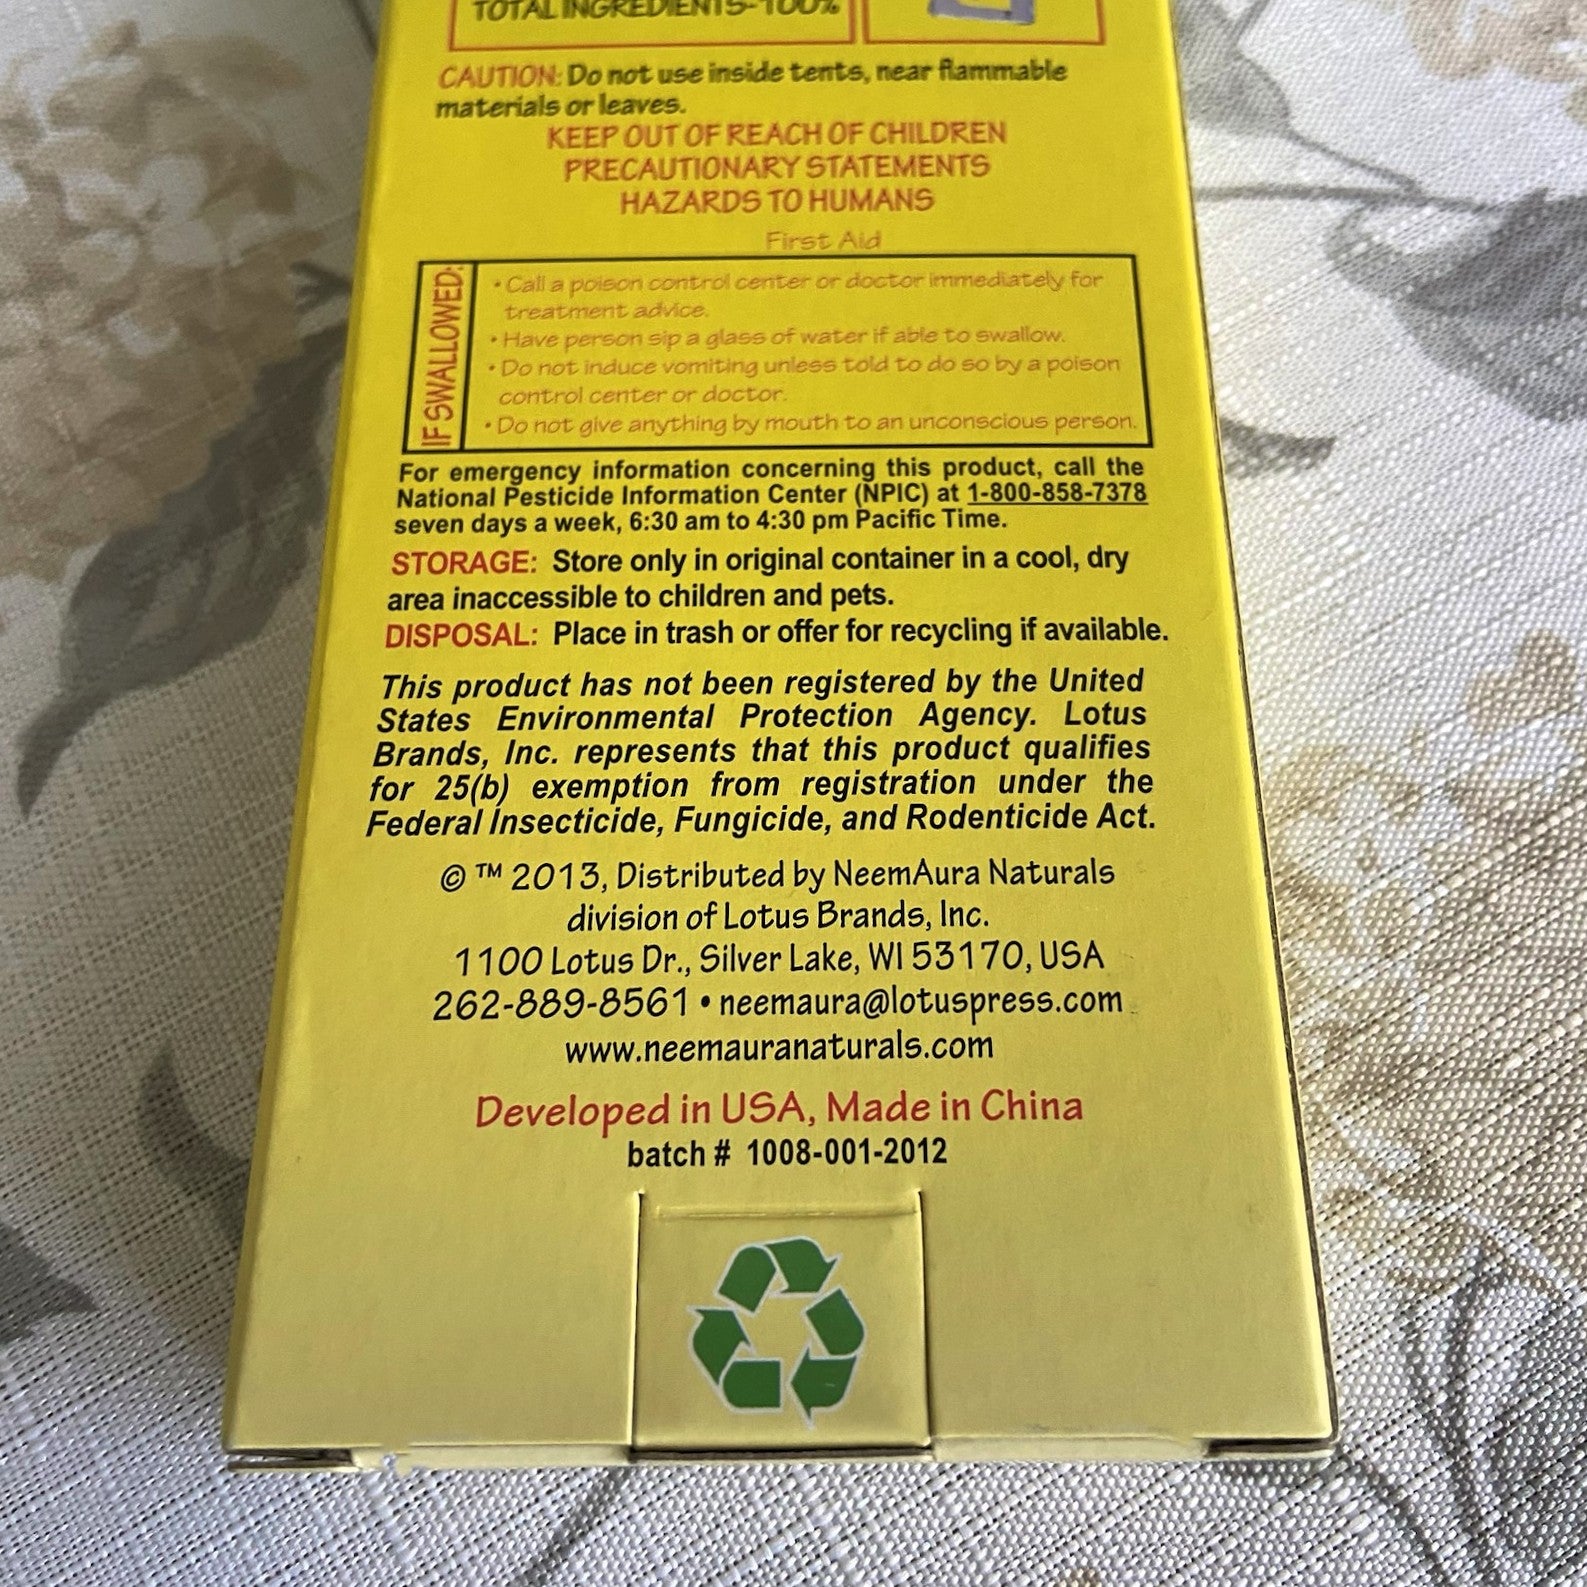 TOTAL INGREDIENTS-100%
CAUTION: Do not use inside tents, near flammable
materials or leaves.
KEEP OUT OF REACH OF CHILDREN
PRECAUTIONARY STATEMENTS
HAZARDS TO HUMANS
First Aid
IF SWALLOWED:
• Call a poison control center or doctor immediately for
treatment advice.
• Have person sip a glass of water if able to swallow.
• Do not induce vomiting unless told to do so by a poison
control center or doctor.
• Do not give anything by mouth to an unconscious person.
For emergency information concerning this product, call the
National Pesticide Information Center (NPIC) at 1-800-858-7378
seven days a week, 6:30 am to 4:30 pm Pacific Time.
STORAGE: Store only in original container in a cool, dry
area inaccessible to children and pets.
DISPOSAL: Place in trash or offer for recycling if available.
This product has not been registered by the United
States Environmental Protection Agency. Lotus
Brands, Inc. represents that this product qualifies
for 25(b) exemption from registration under the
Federal Insecticide, Fungicide, and Rodenticide Act.
© ™ 2013, Distributed by NeemAura Naturals
division of Lotus Brands, Inc.
1100 Lotus Dr., Silver Lake, WI 53170, USA
262-889-8561 • neemaura@lotuspress.com
www.neemauranaturals.com
Developed in USA, Made in China
batch # 1008-001-2012